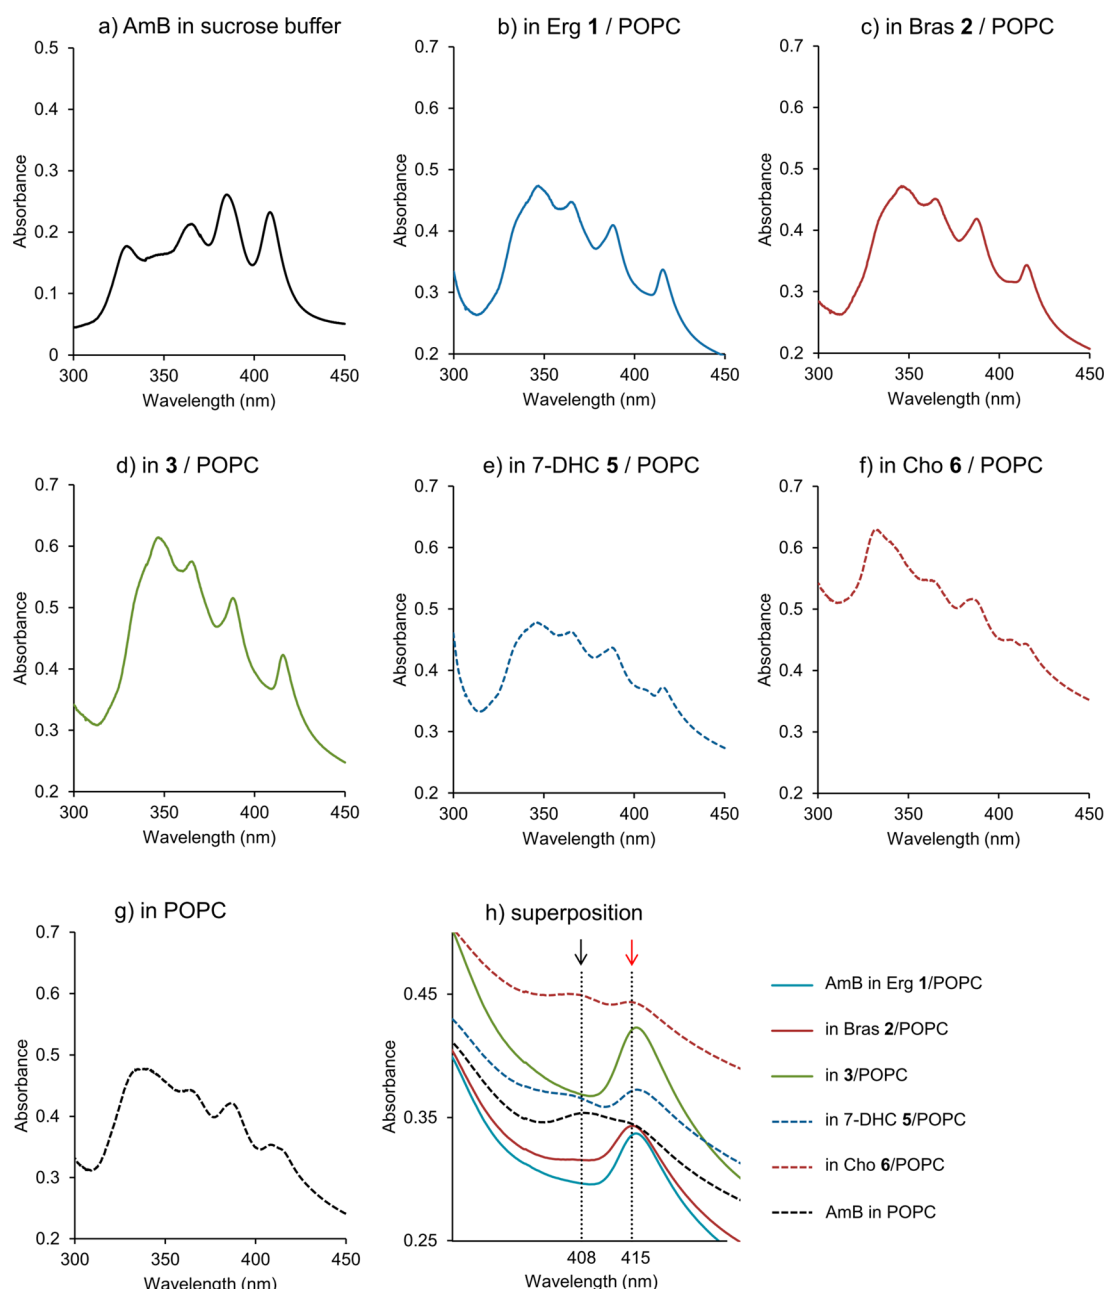 a) AmB in sucrose buffer
0.5
0.4
0.3
0.2
0.1
0
Absorbance
300
350
400
450
Wavelength (nm)
b) in Erg 1 / POPC
0.7
0.6
0.5
0.4
0.3
0.2
Absorbance
300
350
400
450
Wavelength (nm)
c) in Bras 2 / POPC
0.7
0.6
0.5
0.4
0.3
0.2
Absorbance
300
350
400
450
Wavelength (nm)
d) in 3 / POPC
0.7
0.6
0.5
0.4
0.3
0.2
Absorbance
300
350
400
450
Wavelength (nm)
e) in 7-DHC 5 / POPC
0.7
0.6
0.5
0.4
0.3
0.2
Absorbance
300
350
400
450
Wavelength (nm)
f) in Cho 6 / POPC
0.7
0.6
0.5
0.4
0.3
0.2
Absorbance
300
350
400
450
Wavelength (nm)
g) in POPC
0.7
0.6
0.5
0.4
0.3
0.2
Absorbance
300
350
400
450
Wavelength (nm)
h) superposition
0.45
0.35
0.25
Absorbance
408
415
Wavelength (nm)
AmB in Erg 1/POPC
in Bras 2/POPC
in 3/POPC
in 7-DHC 5/POPC
in Cho 6/POPC
AmB in POPC